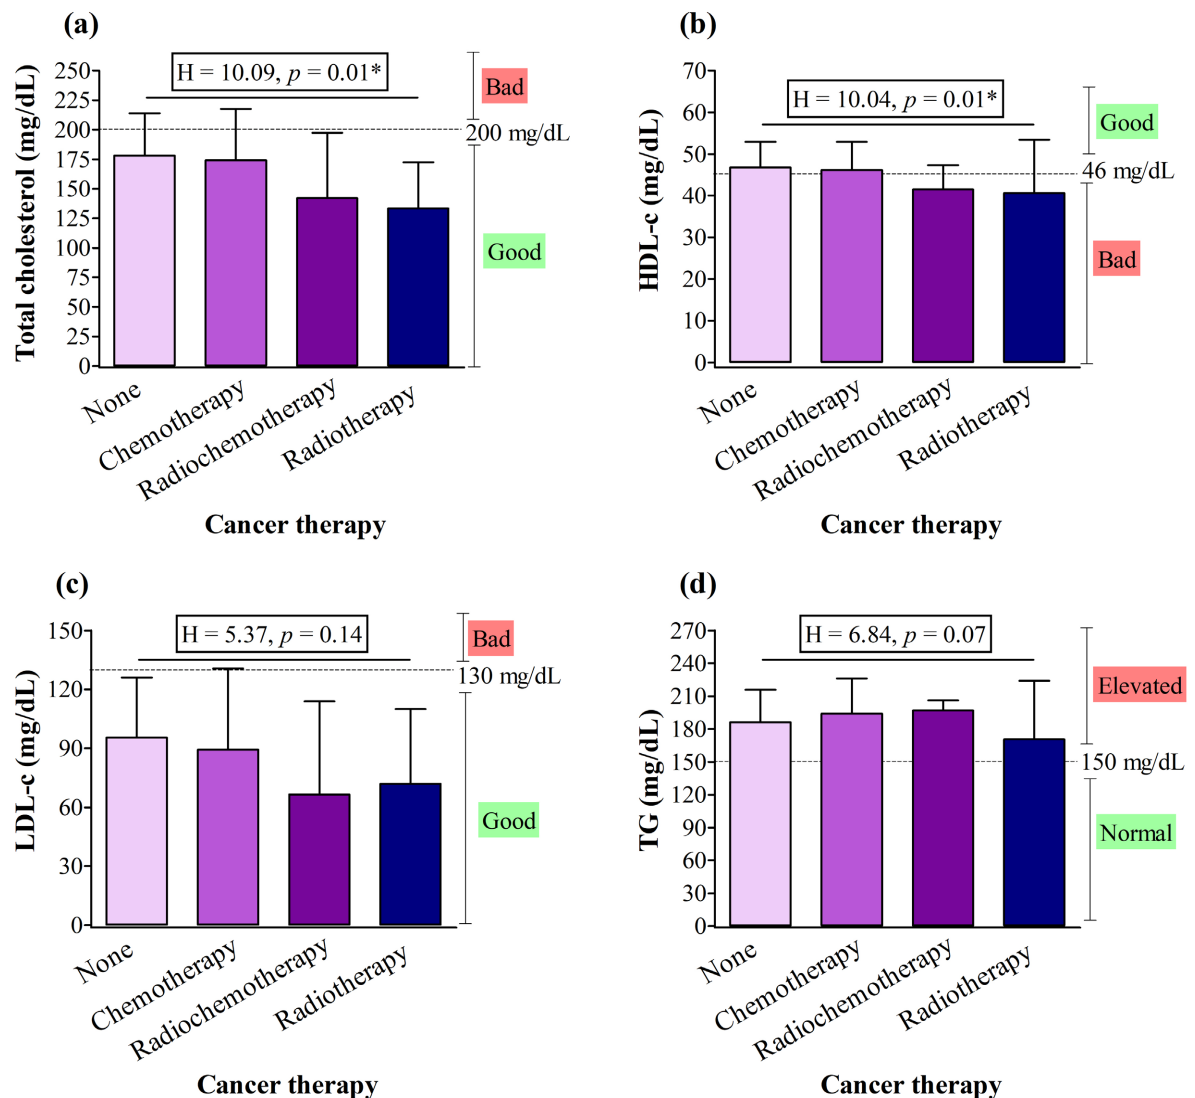 (a)
H = 10.09, p = 0.01*
Total cholesterol (mg/dL)
250
225
200
175
150
125
100
75
50
25
0
Bad
200 mg/dL
Good
None
Chemotherapy
Radiochemotherapy
Radiotherapy
Cancer therapy
(b)
H = 10.04, p = 0.01*
HDL-c (mg/dL)
70
60
50
40
30
20
10
0
Good
46 mg/dL
Bad
None
Chemotherapy
Radiochemotherapy
Radiotherapy
Cancer therapy
(c)
H = 5.37, p = 0.14
LDL-c (mg/dL)
150
120
90
60
30
0
Bad
130 mg/dL
Good
None
Chemotherapy
Radiochemotherapy
Radiotherapy
Cancer therapy
(d)
H = 6.84, p = 0.07
TG (mg/dL)
270
240
210
180
150
120
90
60
30
0
Elevated
150 mg/dL
Normal
None
Chemotherapy
Radiochemotherapy
Radiotherapy
Cancer therapy